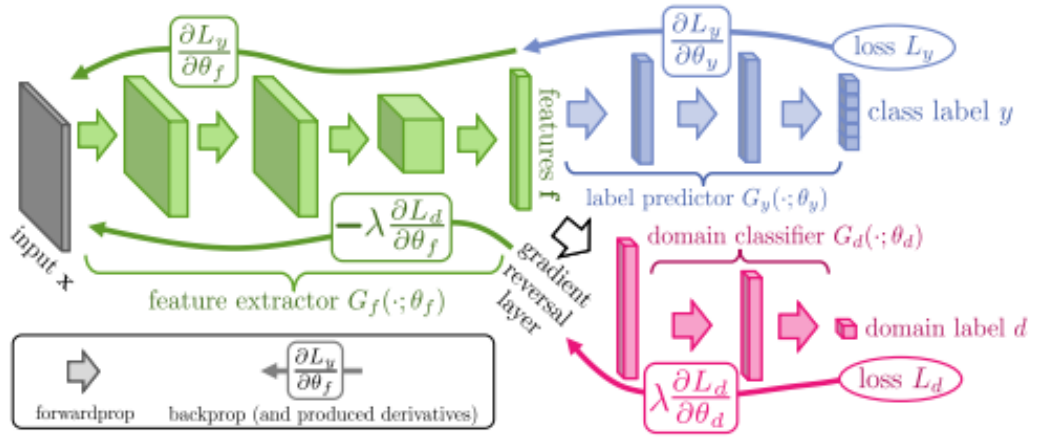 ∂L_y/∂θ_f
∂L_y/∂θ_y
loss L_y
features f
class label y
label predictor G_y(·;θ_y)
input x
−λ ∂L_d/∂θ_f
feature extractor G_f(·;θ_f)
gradient
reversal
layer
domain classifier G_d(·;θ_d)
domain label d
λ ∂L_d/∂θ_d
loss L_d
forwardprop
∂L_y/∂θ_f
backprop (and produced derivatives)